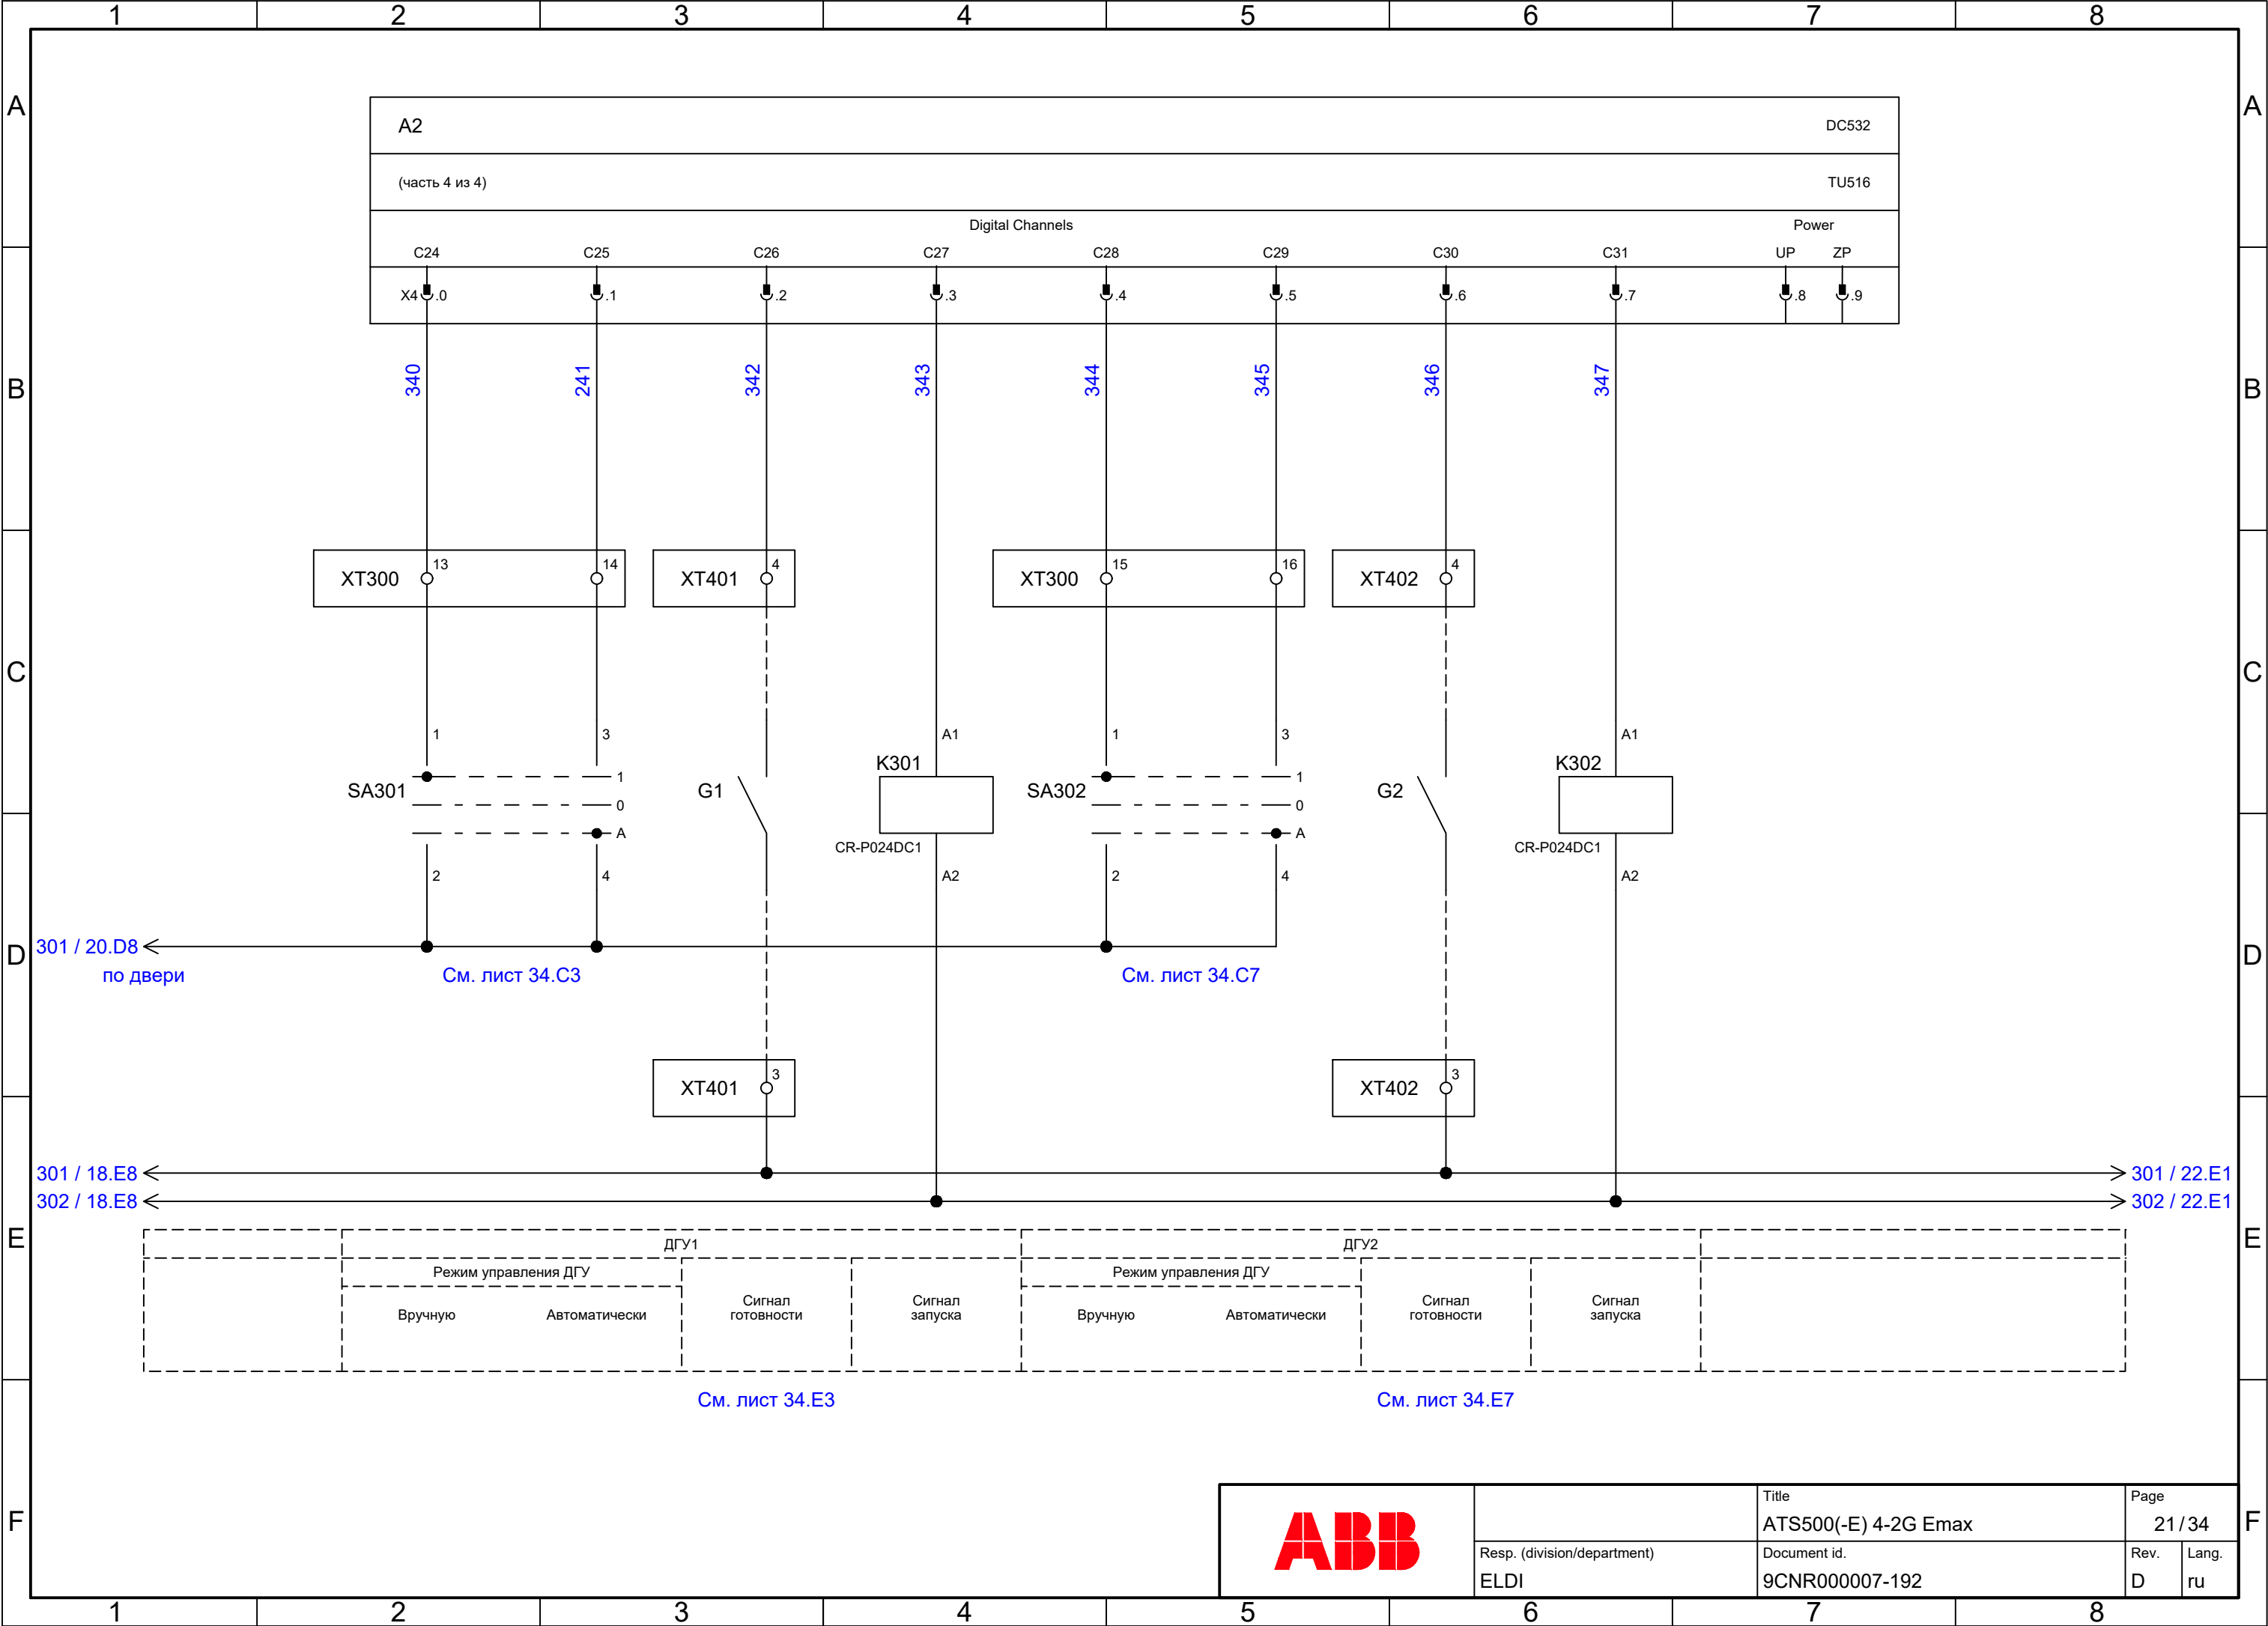 1 2 3 4 5 6 7 8
A A
A2 DC532
(часть 4 из 4) TU516
Digital Channels Power
C24 C25 C26 C27 C28 C29 C30 C31 UP ZP
X4 .0 .1 .2 .3 .4 .5 .6 .7 .8 .9
340 241 342 343 344 345 346 347
B B
XT300 13 14 XT401 4 XT300 15 16 XT402 4
C C
1 3 A1 1 3 A1
K301 K302
SA301 1 0 A G1 SA302 1 0 A G2
CR-P024DC1 CR-P024DC1
2 4 A2 2 4 A2
301 / 20.D8
D D
по двери См. лист 34.C3 См. лист 34.C7
XT401 3 XT402 3
301 / 18.E8 301 / 22.E1
302 / 18.E8 302 / 22.E1
E E
ДГУ1 ДГУ2
Режим управления ДГУ Режим управления ДГУ
Вручную Автоматически Сигнал готовности Сигнал запуска Вручную Автоматически Сигнал готовности Сигнал запуска
См. лист 34.E3 См. лист 34.E7
F F
ABB
Title
ATS500(-E) 4-2G Emax
Page
21/34
Resp. (division/department)
ELDI
Document id.
9CNR000007-192
Rev.
D
Lang.
ru
1 2 3 4 5 6 7 8